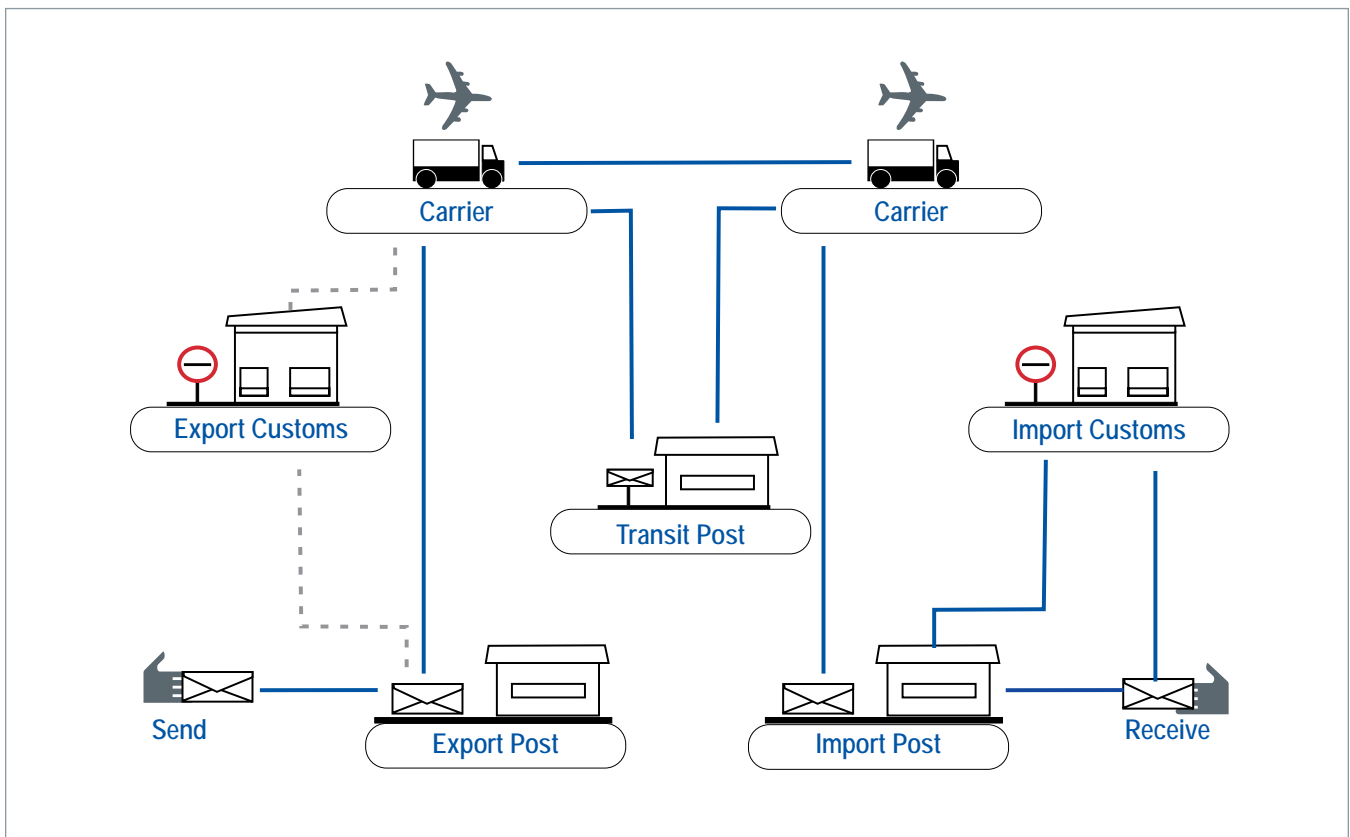 Carrier
Carrier
Export Customs
Import Customs
Transit Post
Send
Export Post
Import Post
Receive